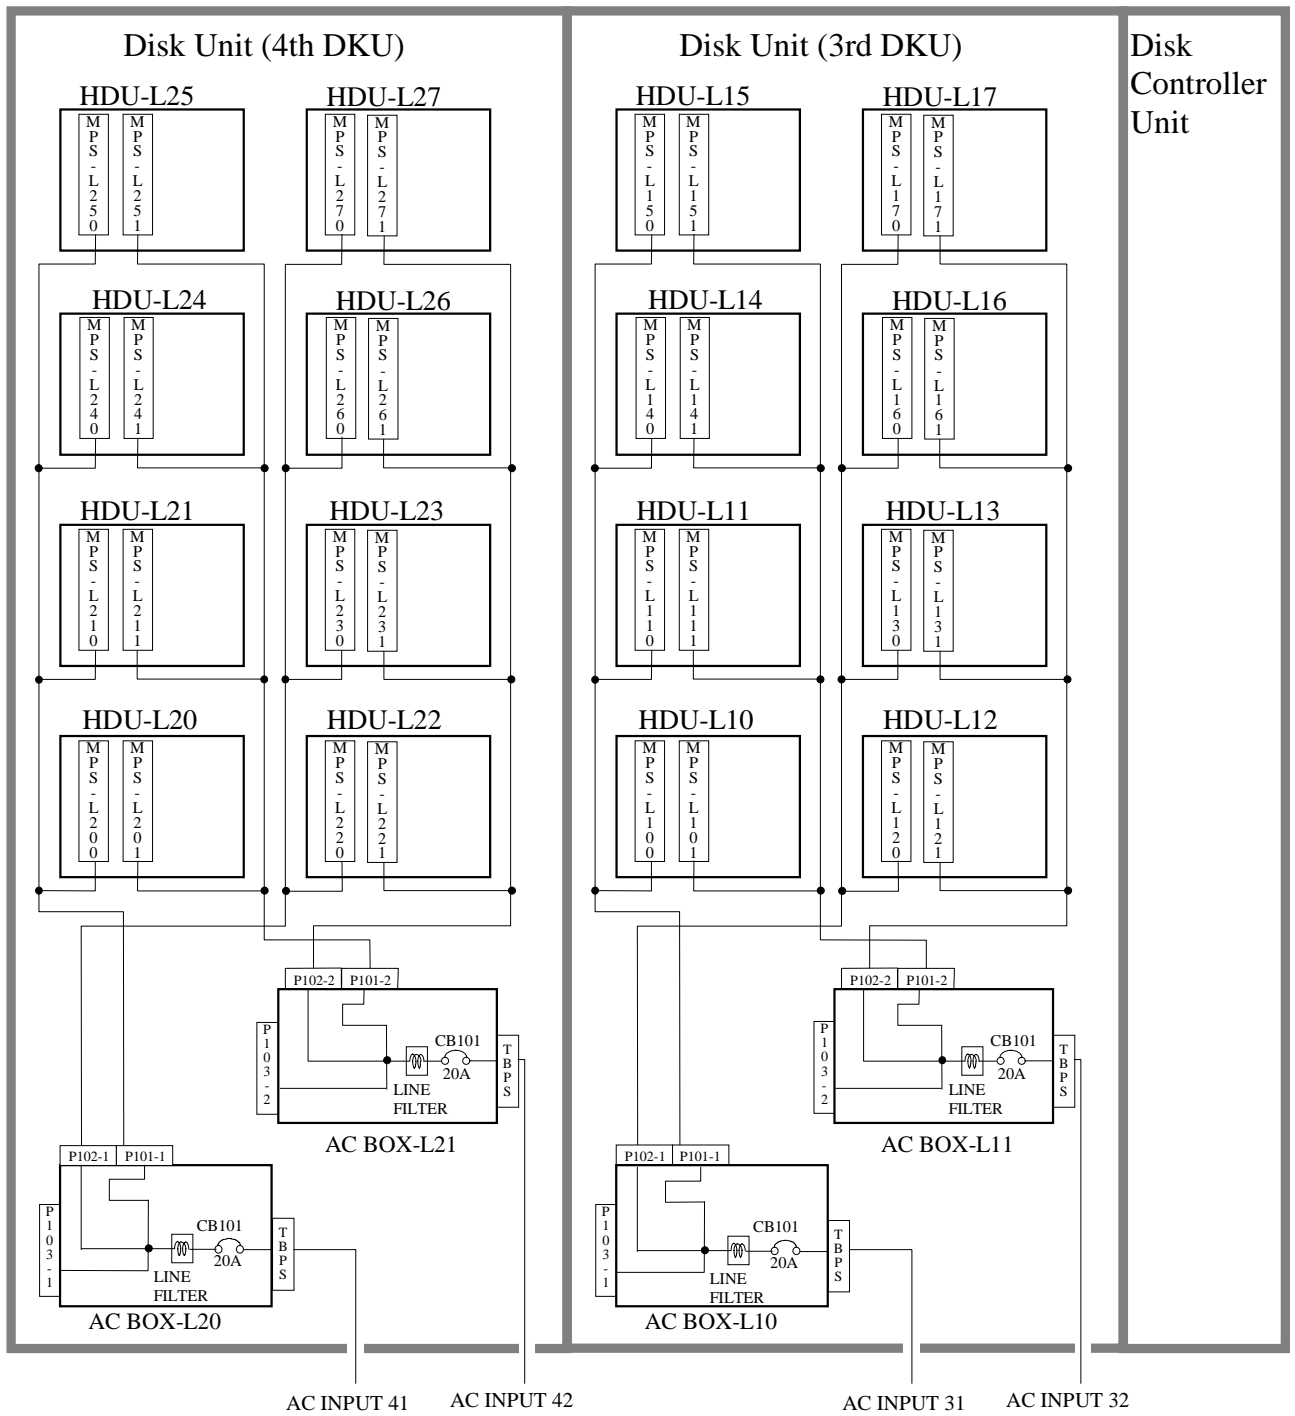 Disk Unit (4th DKU)
Disk Unit (3rd DKU)
Disk
Controller
Unit
HDU-L25
HDU-L27
HDU-L15
HDU-L17
MPS-L250
MPS-L251
MPS-L270
MPS-L271
MPS-L150
MPS-L151
MPS-L170
MPS-L171
HDU-L24
HDU-L26
HDU-L14
HDU-L16
MPS-L240
MPS-L241
MPS-L260
MPS-L261
MPS-L140
MPS-L141
MPS-L160
MPS-L161
HDU-L21
HDU-L23
HDU-L11
HDU-L13
MPS-L210
MPS-L211
MPS-L230
MPS-L231
MPS-L110
MPS-L111
MPS-L130
MPS-L131
HDU-L20
HDU-L22
HDU-L10
HDU-L12
MPS-L200
MPS-L201
MPS-L220
MPS-L221
MPS-L100
MPS-L101
MPS-L120
MPS-L121
P102-2
P101-2
P103-2
CB101
20A
LINE
FILTER
TBPS
AC BOX-L21
P102-2
P101-2
P103-2
CB101
20A
LINE
FILTER
TBPS
AC BOX-L11
P102-1
P101-1
P103-1
CB101
20A
LINE
FILTER
TBPS
AC BOX-L20
P102-1
P101-1
P103-1
CB101
20A
LINE
FILTER
TBPS
AC BOX-L10
AC INPUT 41
AC INPUT 42
AC INPUT 31
AC INPUT 32